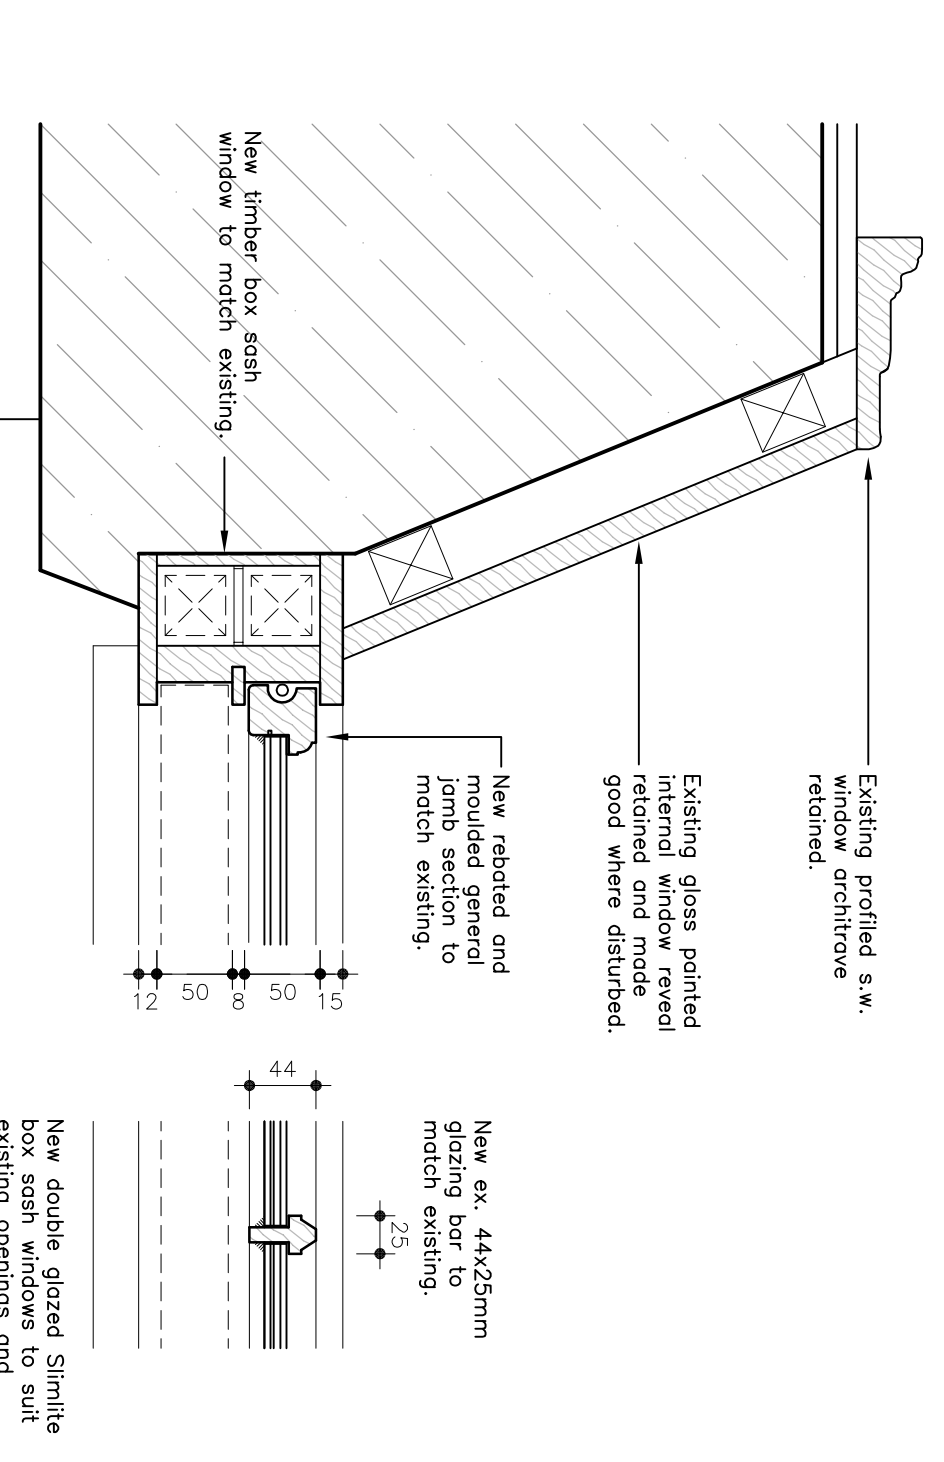 Existing profiled s.w.
window architrave
retained.
Existing gloss painted
internal window reveal
retained and made
good where disturbed.
New rebated and
moulded general
jamb section to
match existing.
New timber box sash
window to match existing.
15
50
8
50
12
44
25
New ex. 44x25mm
glazing bar to
match existing.
New double glazed Slimlite
box sash windows to suit
existing openings and